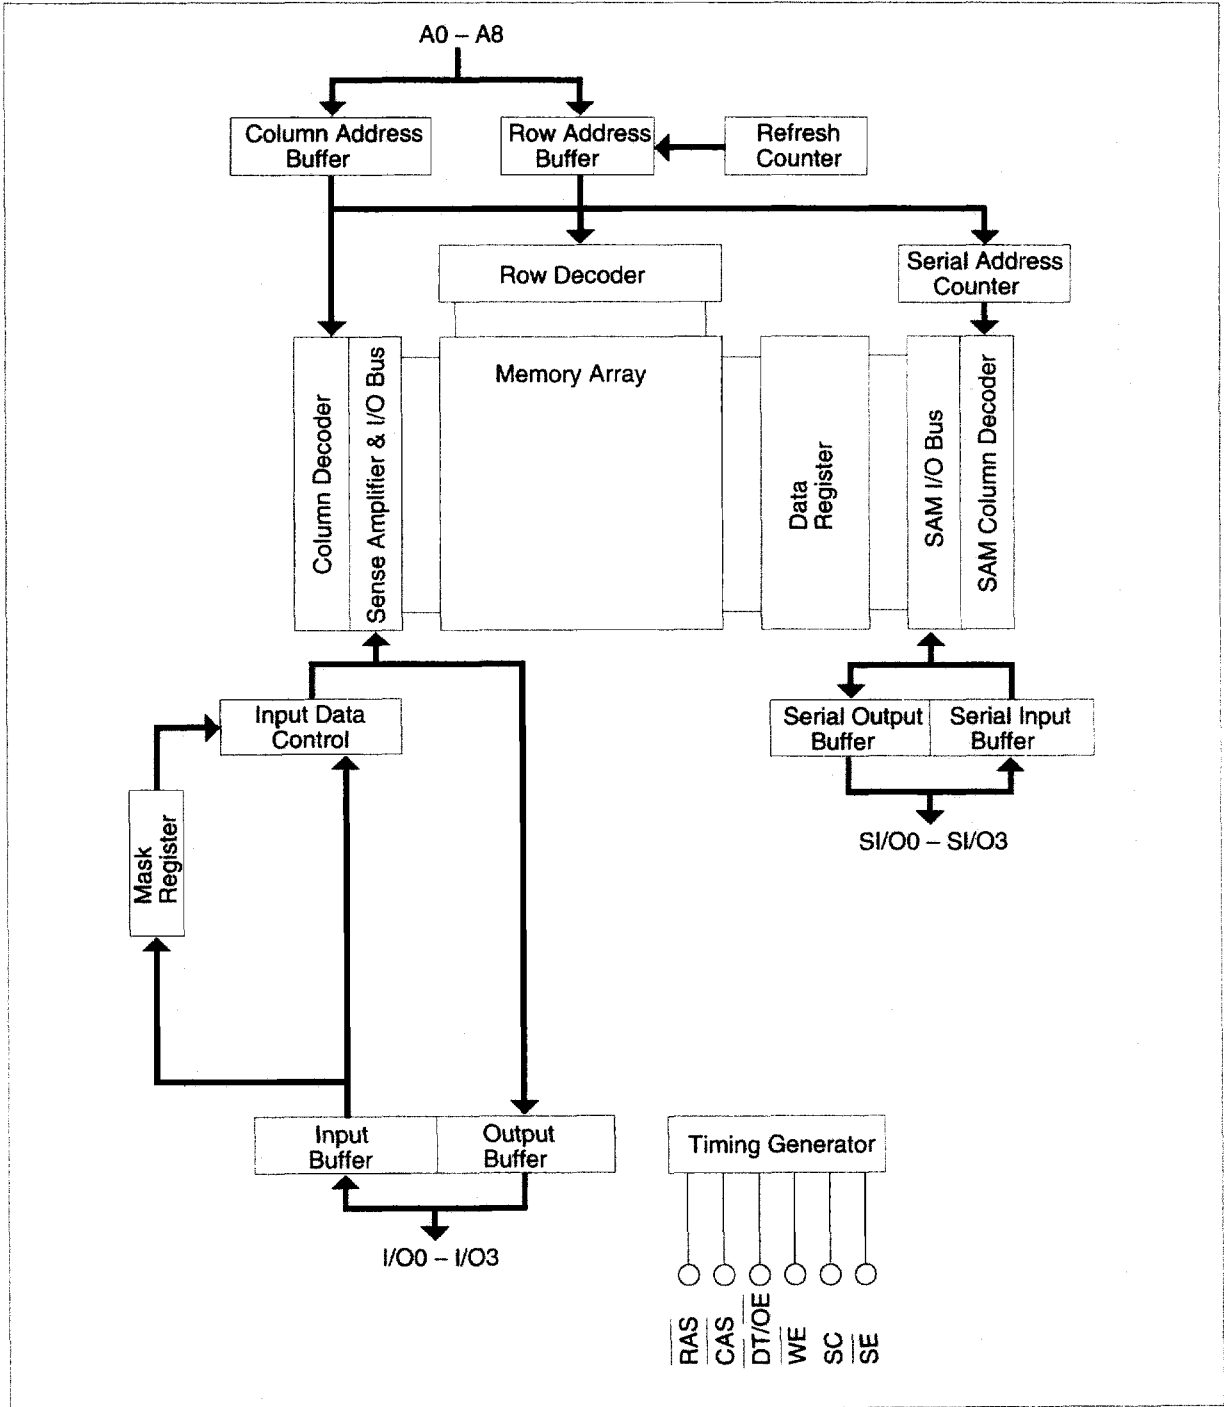 A0 – A8
Column Address
Buffer
Row Address
Buffer
Refresh
Counter
Row Decoder
Serial Address
Counter
Column Decoder
Sense Amplifier & I/O Bus
Memory Array
Data
Register
SAM I/O Bus
SAM Column Decoder
Input Data
Control
Serial Output
Buffer
Serial Input
Buffer
Mask
Register
SI/O0 – SI/O3
Input
Buffer
Output
Buffer
Timing Generator
I/O0 – I/O3
RAS
CAS
DT/OE
WE
SC
SE